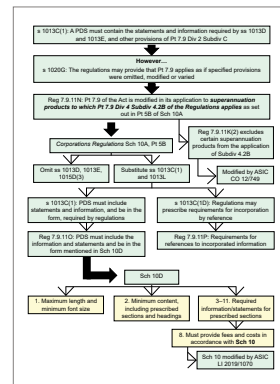 s 1013C(1): A PDS must contain the statements and information required by ss 1013D
and 1013E, and other provisions of Pt 7.9 Div 2 Subdiv C
However...
s 1020G: The regulations may provide that Pt 7.9 applies as if specified provisions
were omitted, modified or varied
Reg 7.9.11N: Pt 7.9 of the Act is modified in its application to superannuation
products to which Pt 7.9 Div 4 Subdiv 4.2B of the Regulations applies as set
out in Pt 5B of Sch 10A
Reg 7.9.11K(2) excludes
certain superannuation
products from the application
of Subdiv 4.2B
Corporations Regulations Sch 10A, Pt 5B
Modified by ASIC
CO 12/749
Omit ss 1013D, 1013E,
1015D(3)
Substitute ss 1013C(1)
and 1013L
s 1013C(1): PDS must include
statements and information, and be in the
form, required by regulations
s 1013C(1D): Regulations may
prescribe requirements for incorporation
by reference
Reg 7.9.11O: PDS must include the
information and statements and be in the
form mentioned in Sch 10D
Reg 7.9.11P: Requirements for
references to incorporated information
Sch 10D
1. Maximum length and
minimum font size
2. Minimum content,
including prescribed
sections and headings
3–11. Required
information/statements for
prescribed sections
8. Must provide fees and costs in
accordance with Sch 10
Sch 10 modified by ASIC
LI 2019/1070